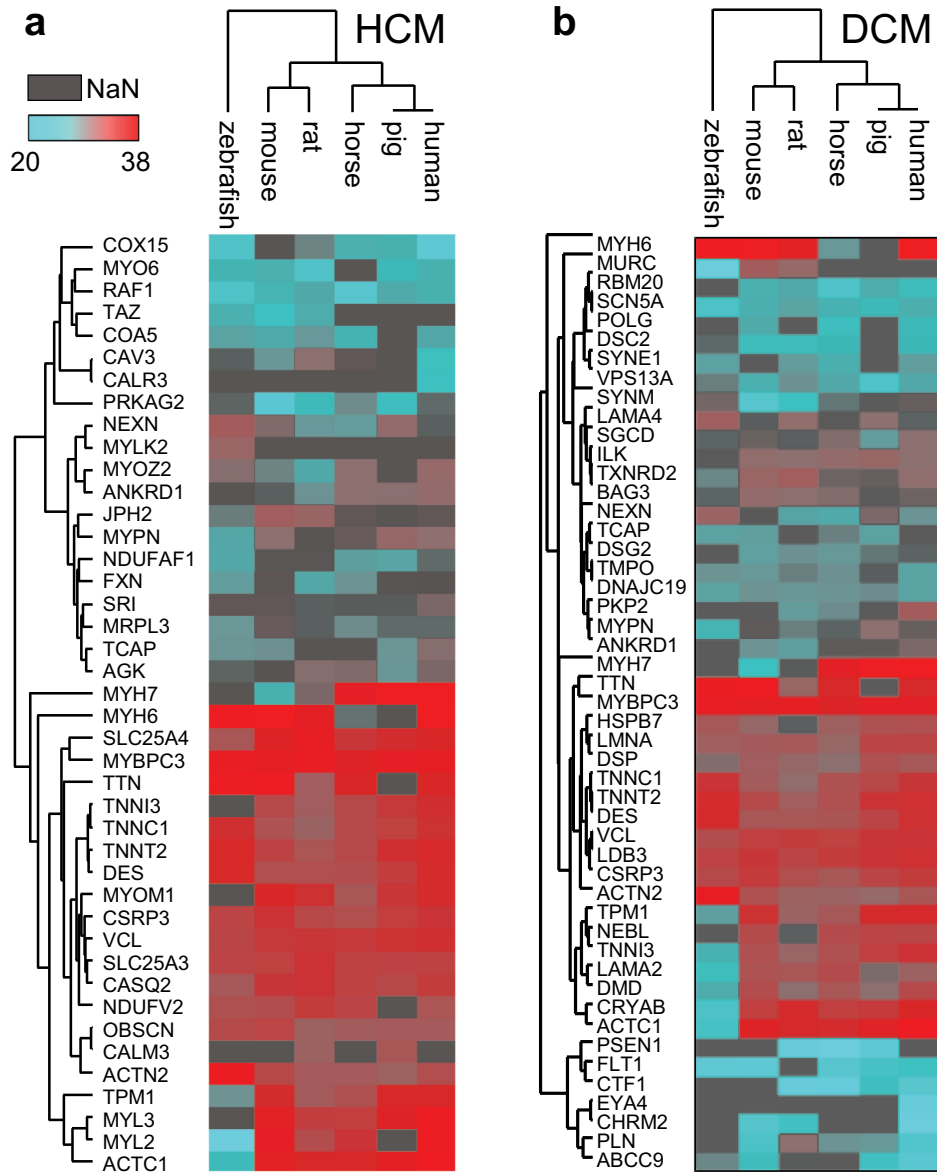 a
HCM
NaN
20
38
zebrafish
mouse
rat
horse
pig
human
COX15
MYO6
RAF1
TAZ
COA5
CAV3
CALR3
PRKAG2
NEXN
MYLK2
MYOZ2
ANKRD1
JPH2
MYPN
NDUFAF1
FXN
SRI
MRPL3
TCAP
AGK
MYH7
MYH6
SLC25A4
MYBPC3
TTN
TNNI3
TNNC1
TNNT2
DES
MYOM1
CSRP3
VCL
SLC25A3
CASQ2
NDUFV2
OBSCN
CALM3
ACTN2
TPM1
MYL3
MYL2
ACTC1
b
DCM
zebrafish
mouse
rat
horse
pig
human
MYH6
MURC
RBM20
SCN5A
POLG
DSC2
SYNE1
VPS13A
SYNM
LAMA4
SGCD
ILK
TXNRD2
BAG3
NEXN
TCAP
DSG2
TMPO
DNAJC19
PKP2
MYPN
ANKRD1
MYH7
TTN
MYBPC3
HSPB7
LMNA
DSP
TNNC1
TNNT2
DES
VCL
LDB3
CSRP3
ACTN2
TPM1
NEBL
TNNI3
LAMA2
DMD
CRYAB
ACTC1
PSEN1
FLT1
CTF1
EYA4
CHRM2
PLN
ABCC9